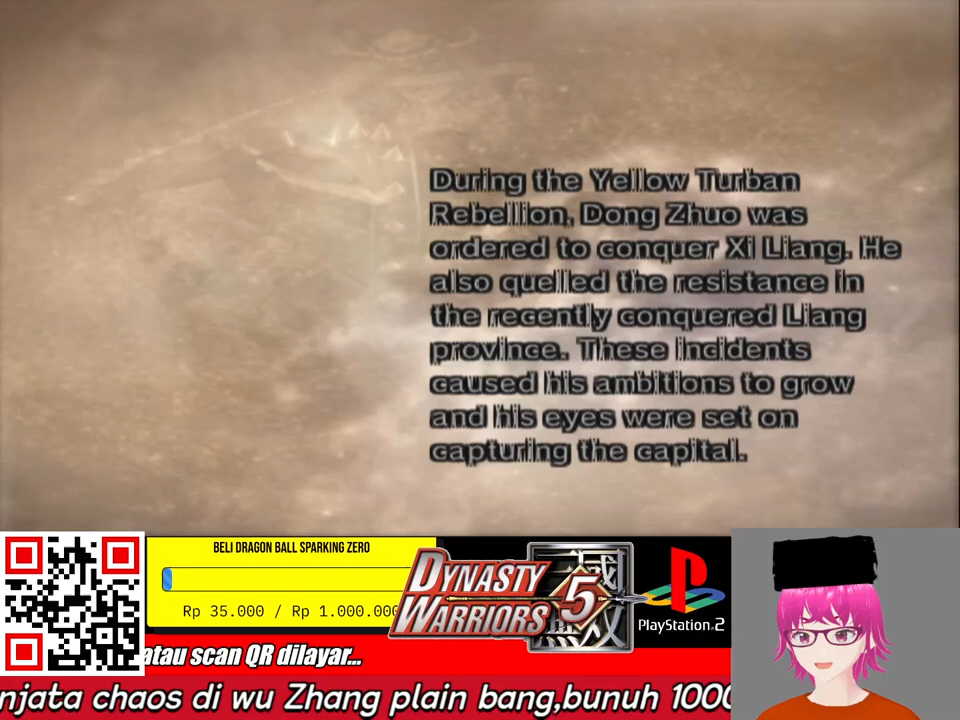 During the Yellow Turban
Rebellion, Dong Zhuo was
ordered to conquer Xi Liang. He
also quelled the resistance in
the recently conquered Liang
province. These incidents
caused his ambitions to grow
and his eyes were set on
capturing the capital.
BELI DRAGON BALL SPARKING ZERO
Rp 35.000 / Rp 1.000.000
DYNASTY
WARRIORS 5
PlayStation.2
atau scan QR dilayar...
njata chaos di wu Zhang plain bang,bunuh 1000